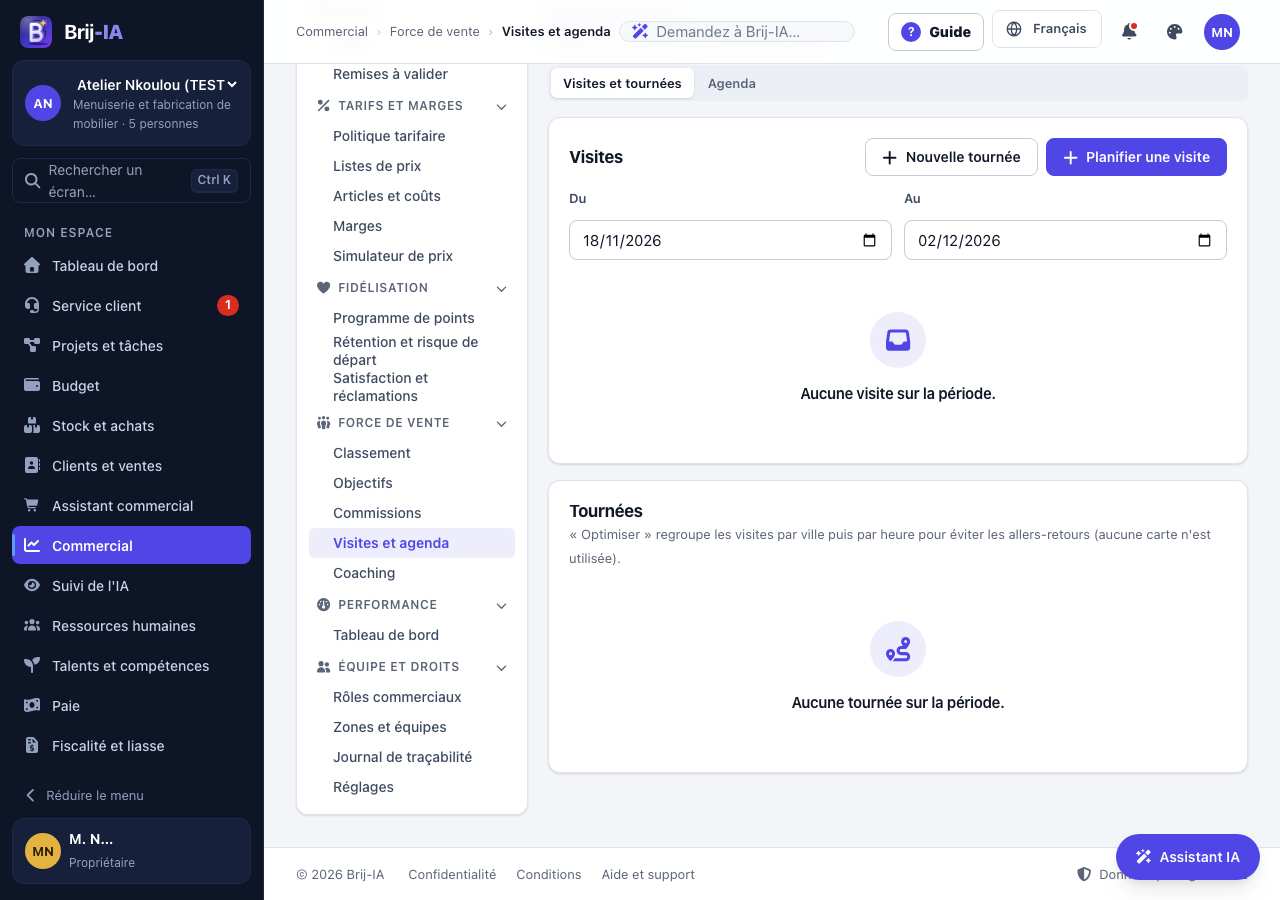 Brij-IA
AN
Atelier Nkoulou (TEST
Menuiserie et fabrication de
mobilier · 5 personnes
Rechercher un
écran...
Ctrl K
MON ESPACE
Tableau de bord
Service client
1
Projets et tâches
Budget
Stock et achats
Clients et ventes
Assistant commercial
Commercial
Suivi de l'IA
Ressources humaines
Talents et compétences
Paie
Fiscalité et liasse
Réduire le menu
MN
M. N...
Propriétaire
Commercial › Force de vente › Visites et agenda
Demandez à Brij-IA...
? Guide
Français
MN
Remises à valider
TARIFS ET MARGES
Politique tarifaire
Listes de prix
Articles et coûts
Marges
Simulateur de prix
FIDÉLISATION
Programme de points
Rétention et risque de
départ
Satisfaction et
réclamations
FORCE DE VENTE
Classement
Objectifs
Commissions
Visites et agenda
Coaching
PERFORMANCE
Tableau de bord
ÉQUIPE ET DROITS
Rôles commerciaux
Zones et équipes
Journal de traçabilité
Réglages
Visites et tournées
Agenda
Visites
Nouvelle tournée
Planifier une visite
Du
Au
18/11/2026
02/12/2026
Aucune visite sur la période.
Tournées
« Optimiser » regroupe les visites par ville puis par heure pour éviter les allers-retours (aucune carte n'est
utilisée).
Aucune tournée sur la période.
© 2026 Brij-IA
Confidentialité
Conditions
Aide et support
Assistant IA